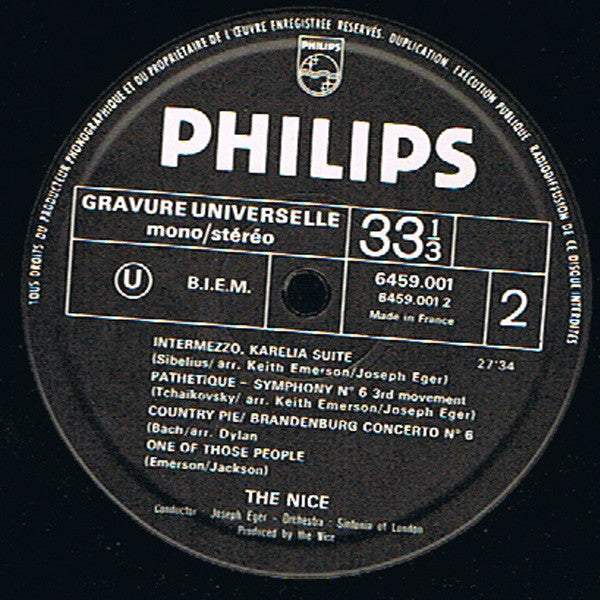 TOUS DROITS DU PRODUCTEUR PHONOGRAPHIQUE ET DU PROPRIÉTAIRE DE L'ŒUVRE ENREGISTRÉE RÉSERVÉS. DUPLICATION, EXÉCUTION PUBLIQUE, RADIODIFFUSION DE CE DISQUE INTERDITES
PHILIPS
PHILIPS
GRAVURE UNIVERSELLE
mono/stéréo
33 1/3
U
B.I.E.M.
6459.001
6459.001 2
Made in France
2
INTERMEZZO, KARELIA SUITE
27'34
(Sibelius/ arr. Keith Emerson/Joseph Eger)
PATHETIQUE – SYMPHONY N° 6 3rd movement
(Tchaikovsky/ arr. Keith Emerson/Joseph Eger)
COUNTRY PIE/ BRANDENBURG CONCERTO N° 6
(Bach/arr. Dylan
ONE OF THOSE PEOPLE
(Emerson/Jackson)
THE NICE
Conductor - Joseph Eger - Orchestra - Sinfonia of London
Produced by the Nice